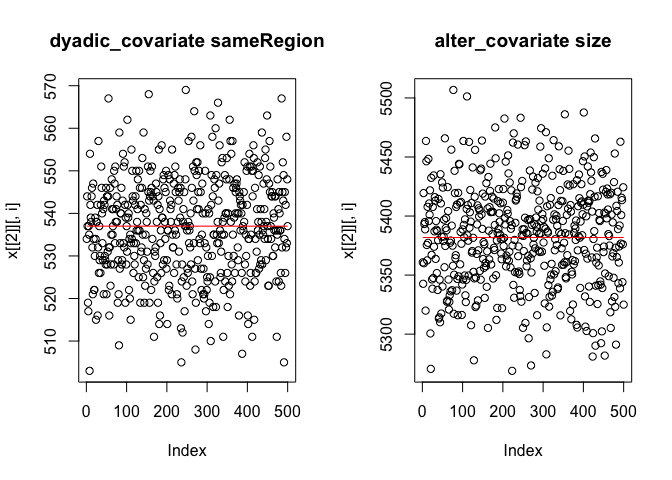 dyadic_covariate sameRegion
x[[2]][, i]
570
560
550
540
530
520
510
0 100 200 300 400 500
Index
alter_covariate size
x[[2]][, i]
5500
5450
5400
5350
5300
0 100 200 300 400 500
Index